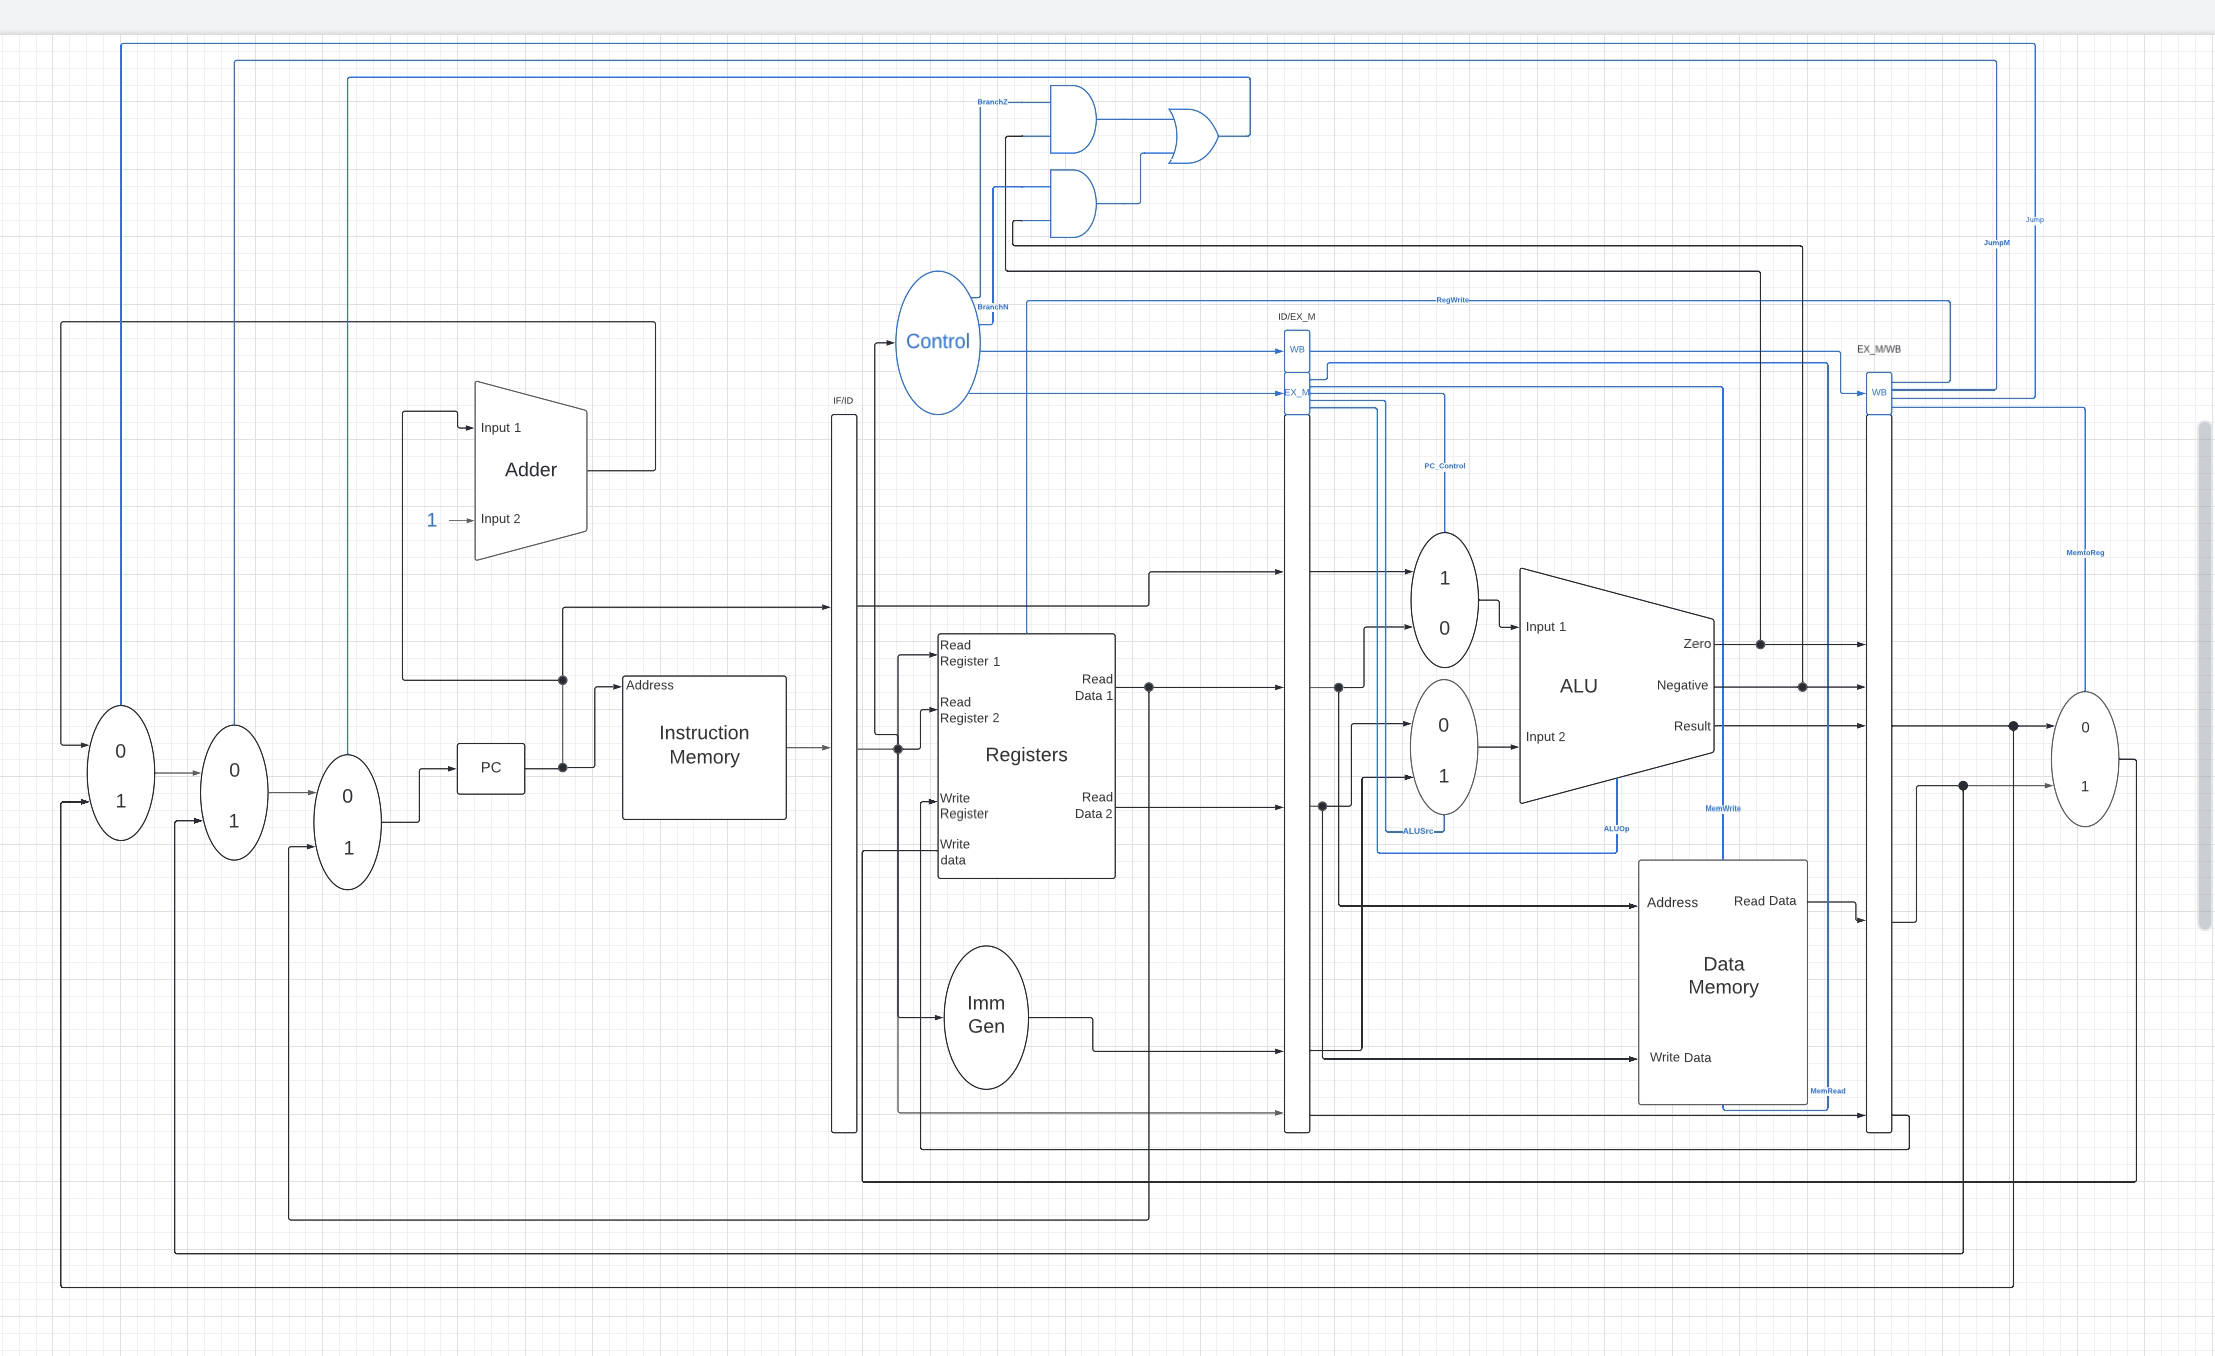 BranchZ
Jump
JumpM
BranchN
RegWrite
ID/EX_M
Control
WB
EX_M/WB
EX_M
WB
IF/ID
Input 1
Adder
1
Input 2
PC_Control
MemtoReg
1
0
Input 1
Zero
ALU
Negative
Result
Input 2
0
1
Read
Register 1
Read
Data 1
Read
Register 2
Registers
Write
Register
Read
Data 2
Write
data
Address
Instruction
Memory
PC
0
1
0
1
0
1
0
1
MemWrite
ALUSrc
ALUOp
Address
Read Data
Data
Memory
Write Data
MemRead
Imm
Gen